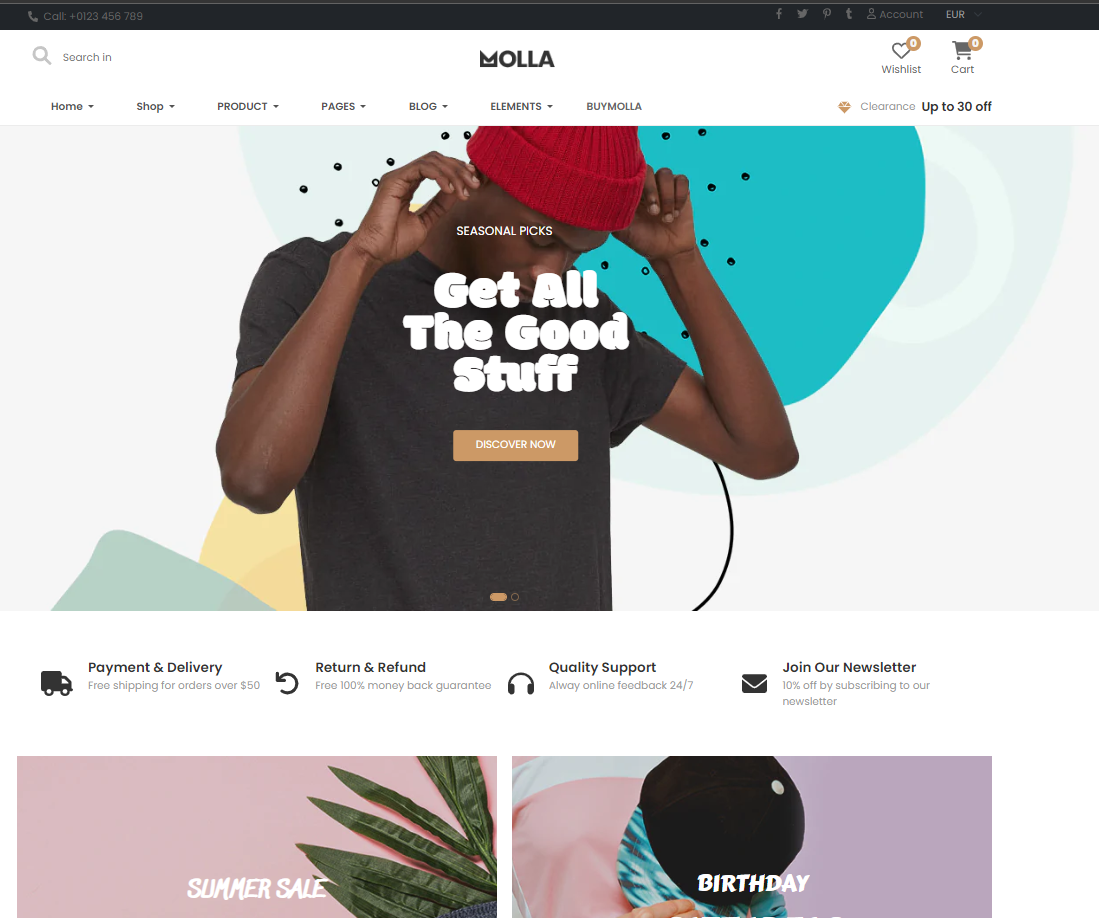 Call: +0123 456 789
Account
EUR
Search in
MOLLA
0
Wishlist
0
Cart
Home
Shop
PRODUCT
PAGES
BLOG
ELEMENTS
BUYMOLLA
Clearance Up to 30 off
SEASONAL PICKS
Get All
The Good
Stuff
DISCOVER NOW
Payment & Delivery
Free shipping for orders over $50
Return & Refund
Free 100% money back guarantee
Quality Support
Alway online feedback 24/7
Join Our Newsletter
10% off by subscribing to our
newsletter
SUMMER SALE
BIRTHDAY